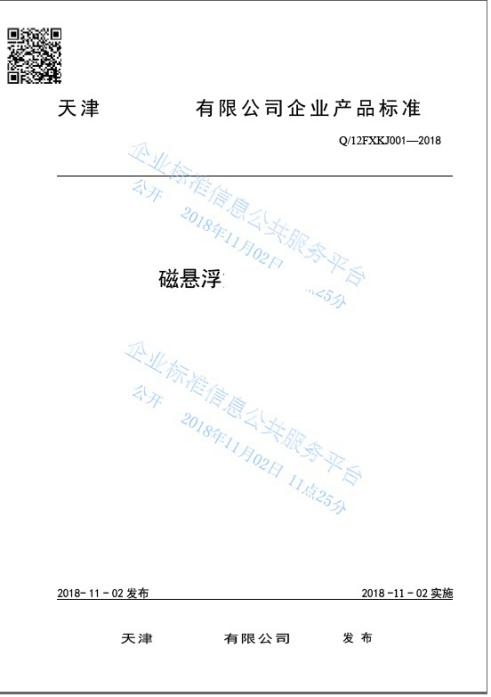 天津 有限公司企业产品标准
Q/12FXKJ001—2018
企业标准信息公共服务平台
公开 2018年11月02日 点25分
磁悬浮
企业标准信息公共服务平台
公开 2018年11月02日 11点25分
2018-11-02 发布 2018-11-02 实施
天津 有限公司 发布